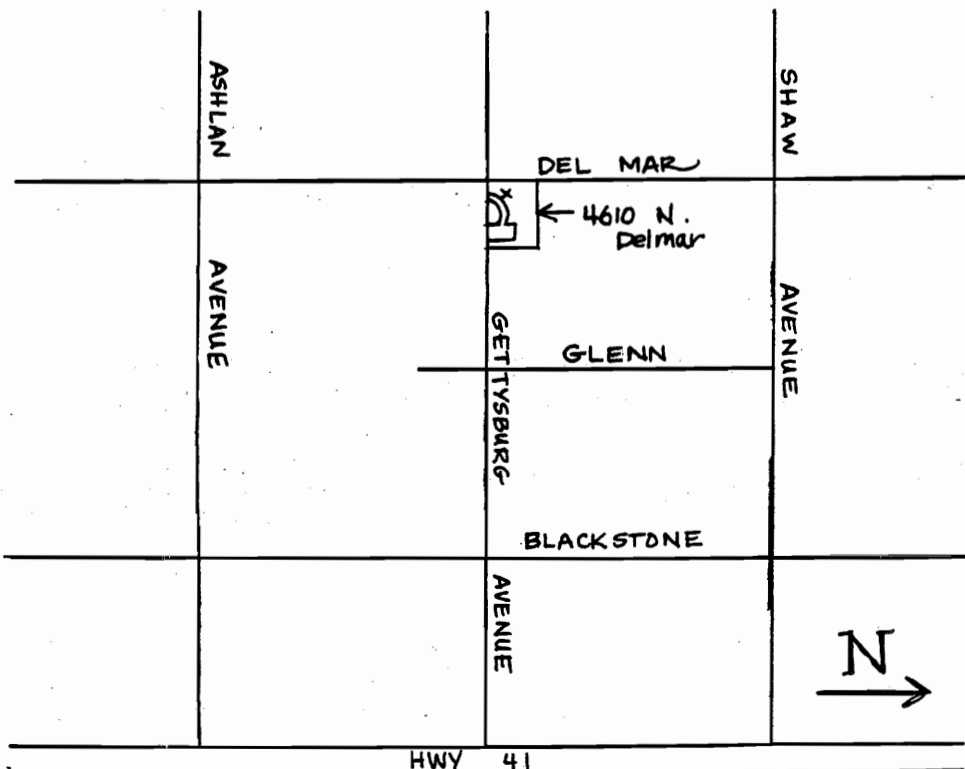 ASHLAN
AVENUE
SHAW
AVENUE
DEL MAR
x
4610 N.
Delmar
GETTYSBURG
AVENUE
GLENN
BLACKSTONE
N
HWY 41